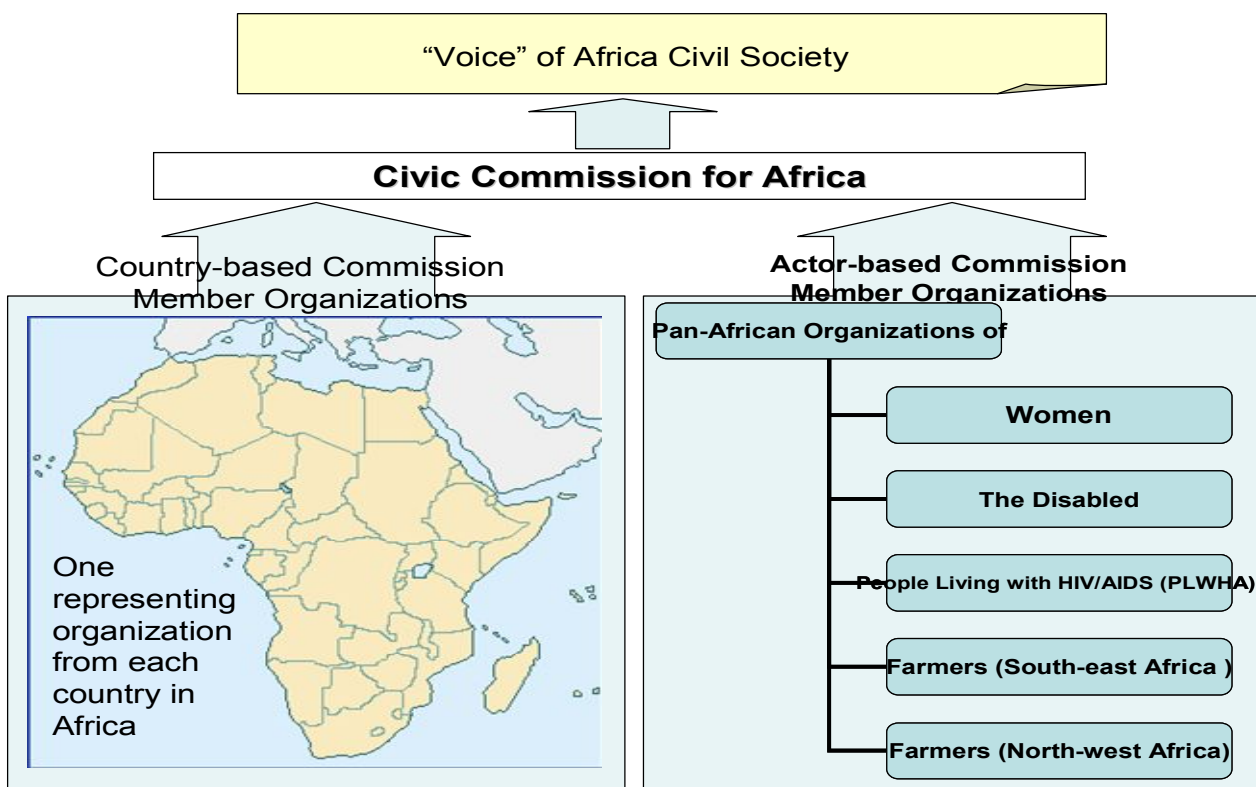 “Voice” of Africa Civil Society
Civic Commission for Africa
Country-based Commission
Member Organizations
One
representing
organization
from each
country in
Africa
Actor-based Commission
Member Organizations
Pan-African Organizations of
Women
The Disabled
People Living with HIV/AIDS (PLWHA)
Farmers (South-east Africa )
Farmers (North-west Africa)